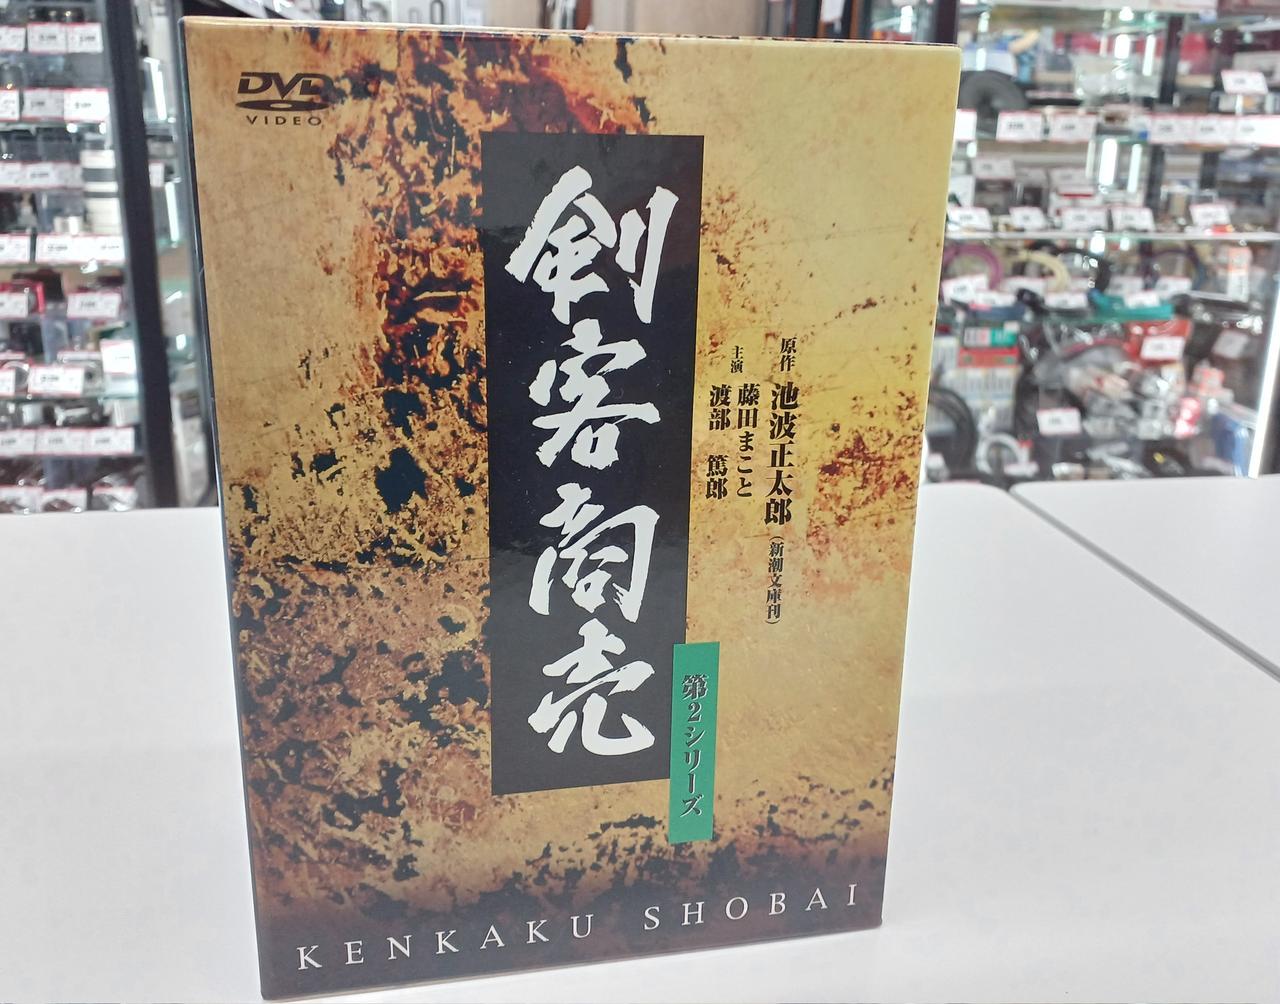 DVD
VIDEO
剣客商売
原作 池波正太郎（新潮文庫刊）
主演 藤田まこと
渡部 篤郎
第2シリーズ
KENKAKU SHOBAI